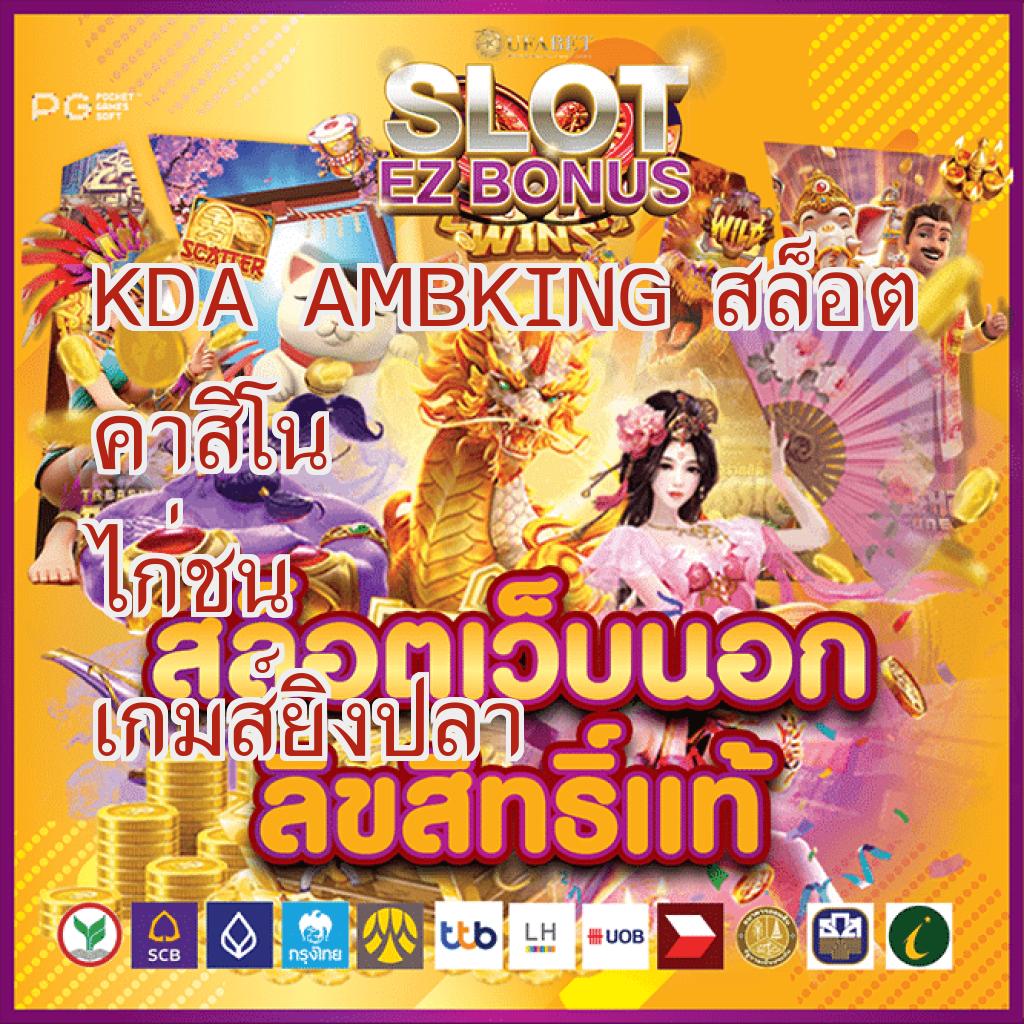 UFABET
SLOT
PG POCKET GAMES SOFT
EZ BONUS
WINS
WILD
SCATTER
KDA AMBKING สล็อต
คาสิโน
ไก่ชน
สล็อตเว็บนอก
เกมส์ยิงปลา
ลิขสิทธิ์แท้
SCB
กรุงไทย
ttb
LH
UOB